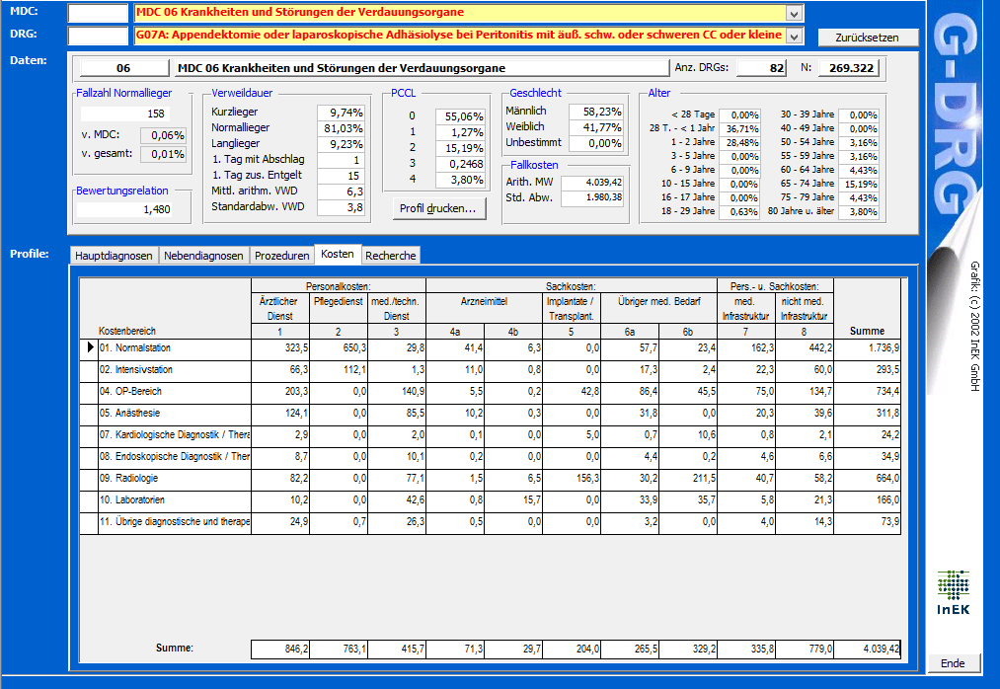 MDC: MDC 06 Krankheiten und Störungen der Verdauungsorgane
DRG: G07A: Appendektomie oder laparoskopische Adhäsiolyse bei Peritonitis mit äuß. schw. oder schweren CC oder kleine Zurücksetzen
Daten: 06 MDC 06 Krankheiten und Störungen der Verdauungsorgane Anz. DRGs: 82 N: 269.322
Fallzahl Normallieger
158
v. MDC: 0,06%
v. gesamt: 0,01%
Bewertungsrelation
1,480
Verweildauer
Kurzlieger 9,74%
Normallieger 81,03%
Langlieger 9,23%
1. Tag mit Abschlag 1
1. Tag zus. Entgelt 15
Mittl. arithm. VWD 6,3
Standardabw. VWD 3,8
PCCL
0 55,06%
1 1,27%
2 15,19%
3 0,2468
4 3,80%
Profil drucken...
Geschlecht
Männlich 58,23%
Weiblich 41,77%
Unbestimmt 0,00%
Fallkosten
Arith. MW 4.039,42
Std. Abw. 1.980,38
Alter
< 28 Tage 0,00% 30 - 39 Jahre 0,00%
28 T. - < 1 Jahr 36,71% 40 - 49 Jahre 0,00%
1 - 2 Jahre 28,48% 50 - 54 Jahre 3,16%
3 - 5 Jahre 0,00% 55 - 59 Jahre 3,16%
6 - 9 Jahre 0,00% 60 - 64 Jahre 4,43%
10 - 15 Jahre 0,00% 65 - 74 Jahre 15,19%
16 - 17 Jahre 0,00% 75 - 79 Jahre 4,43%
18 - 29 Jahre 0,63% 80 Jahre u. älter 3,80%
Profile: Hauptdiagnosen Nebendiagnosen Prozeduren Kosten Recherche
Personalkosten: Sachkosten: Pers.- u. Sachkosten:
Ärztlicher Pflegedienst med./techn. Arzneimittel Implantate / Übriger med. Bedarf med. nicht med.
Dienst Dienst Transplant. Infrastruktur Infrastruktur
Kostenbereich 1 2 3 4a 4b 5 6a 6b 7 8 Summe
01. Normalstation 323,5 650,3 29,8 41,4 6,3 0,0 57,7 23,4 162,3 442,2 1.736,9
02. Intensivstation 66,3 112,1 1,3 11,0 0,8 0,0 17,3 2,4 22,3 60,0 293,5
04. OP-Bereich 203,3 0,0 140,9 5,5 0,2 42,8 86,4 45,5 75,0 134,7 734,4
05. Anästhesie 124,1 0,0 85,5 10,2 0,3 0,0 31,8 0,0 20,3 39,6 311,8
07. Kardiologische Diagnostik / Thera 2,9 0,0 2,0 0,1 0,0 5,0 0,7 10,6 0,8 2,1 24,2
08. Endoskopische Diagnostik / Ther 8,7 0,0 10,1 0,2 0,0 0,0 4,4 0,2 4,6 6,6 34,9
09. Radiologie 82,2 0,0 77,1 1,5 6,5 156,3 30,2 211,5 40,7 58,2 664,0
10. Laboratorien 10,2 0,0 42,6 0,8 15,7 0,0 33,9 35,7 5,8 21,3 166,0
11. Übrige diagnostische und therape 24,9 0,7 26,3 0,5 0,0 0,0 3,2 0,0 4,0 14,3 73,9
Summe: 846,2 763,1 415,7 71,3 29,7 204,0 265,5 329,2 335,8 779,0 4.039,42
G-DRG
Grafik: (c) 2002 InEK GmbH
InEK
Ende